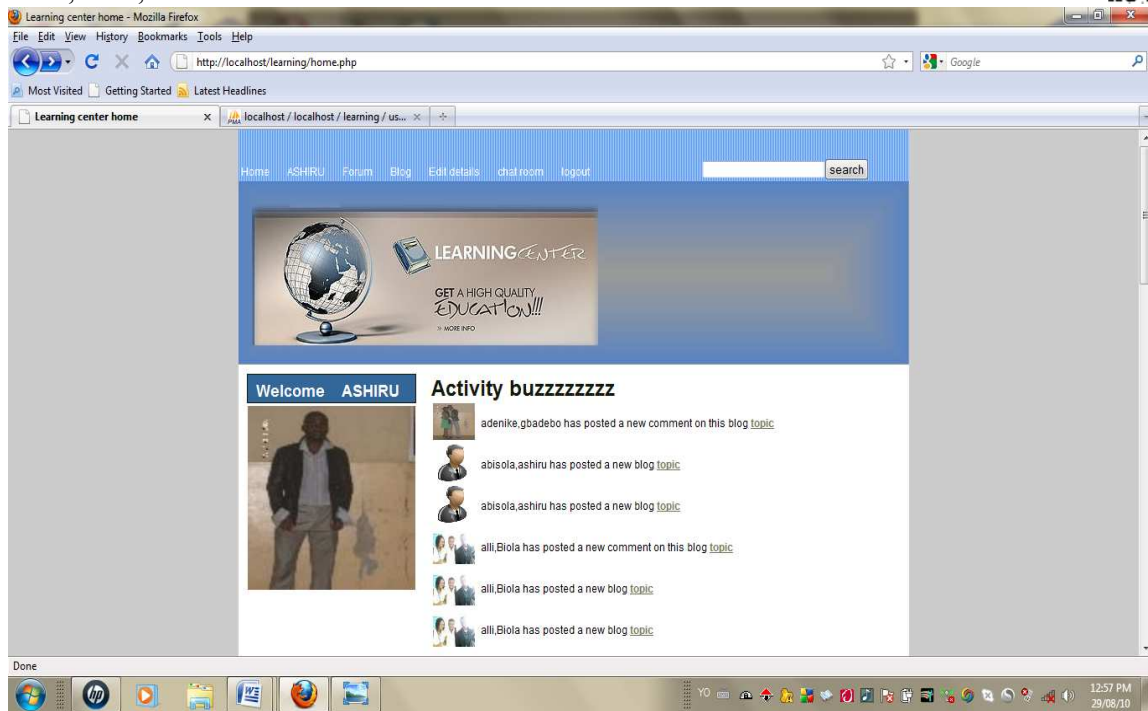 Learning center home - Mozilla Firefox
File Edit View History Bookmarks Tools Help
http://localhost/learning/home.php
Google
Most Visited Getting Started Latest Headlines
Learning center home
localhost / localhost / learning / us...
Home ASHIRU Forum Blog Edit details chat room logout search
LEARNING CENTER
GET A HIGH QUALITY
EDUCATION!!!
» MORE INFO
Welcome ASHIRU
Activity buzzzzzzzz
adenike,gbadebo has posted a new comment on this blog topic
abisola,ashiru has posted a new blog topic
abisola,ashiru has posted a new blog topic
alli,Biola has posted a new comment on this blog topic
alli,Biola has posted a new blog topic
alli,Biola has posted a new blog topic
Done
YO
12:57 PM
29/08/10